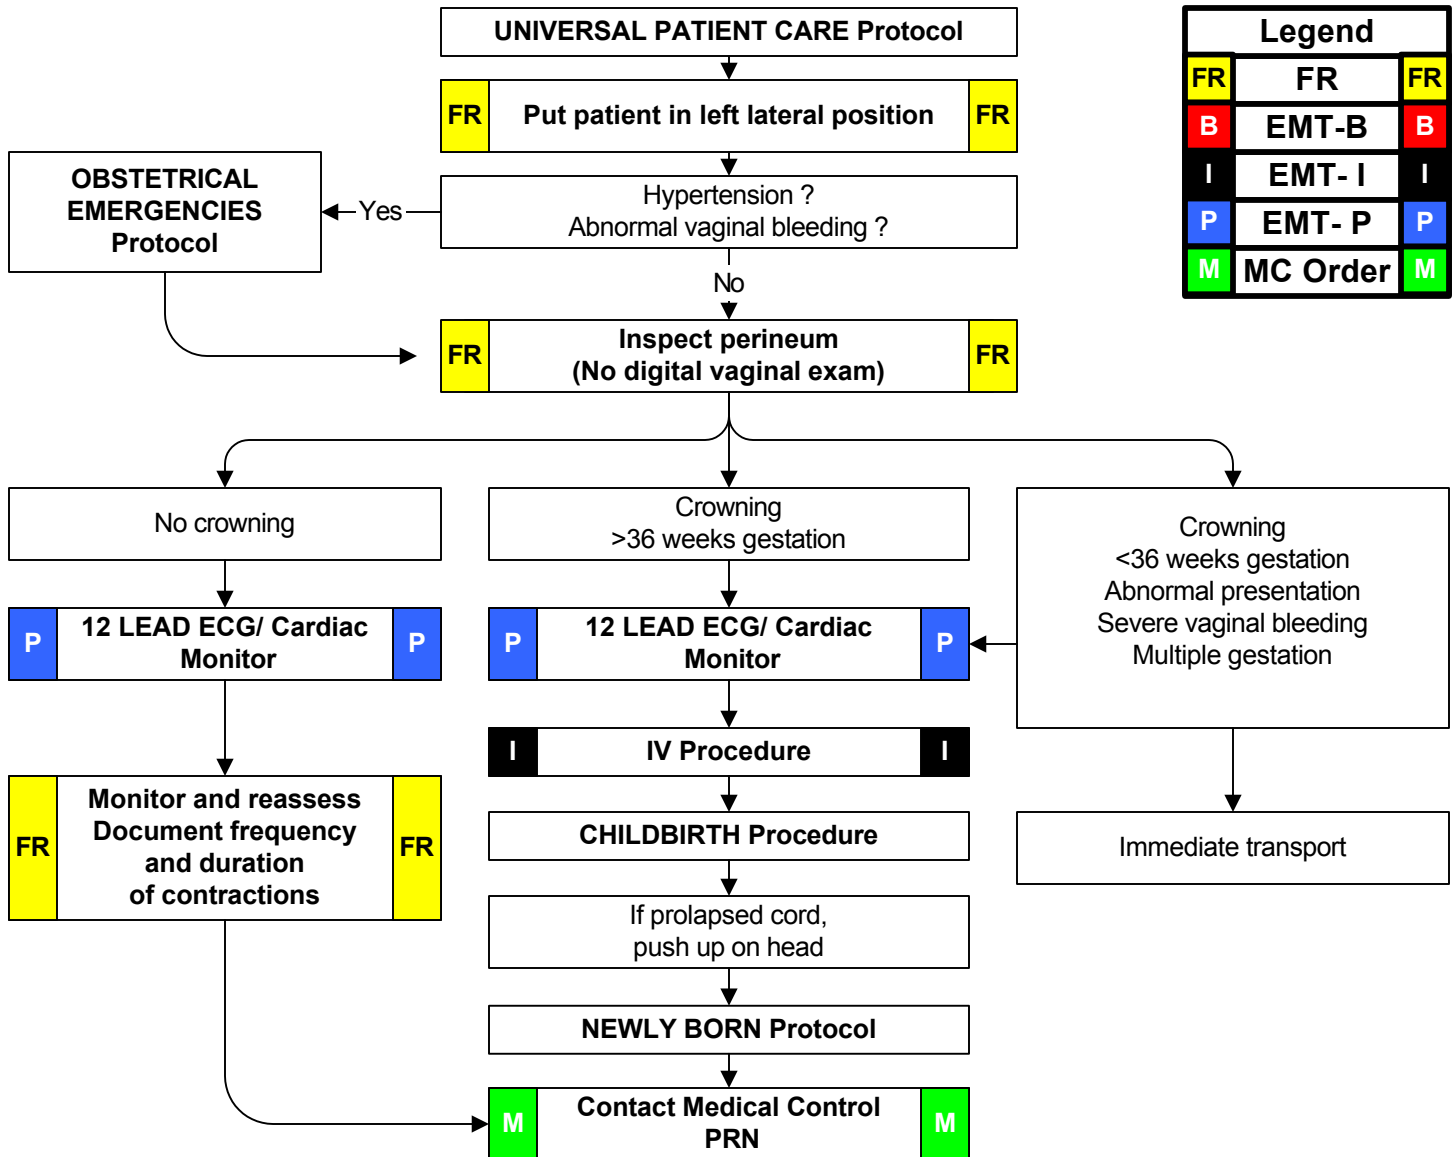 UNIVERSAL PATIENT CARE Protocol
Legend
FR FR FR
B EMT-B B
I EMT- I I
P EMT- P P
M MC Order M
FR Put patient in left lateral position FR
OBSTETRICAL
EMERGENCIES
Protocol
Yes
Hypertension ?
Abnormal vaginal bleeding ?
No
FR Inspect perineum FR
(No digital vaginal exam)
No crowning
Crowning
>36 weeks gestation
Crowning
<36 weeks gestation
Abnormal presentation
Severe vaginal bleeding
Multiple gestation
P 12 LEAD ECG/ Cardiac P
Monitor
P 12 LEAD ECG/ Cardiac P
Monitor
I IV Procedure I
FR Monitor and reassess FR
Document frequency
and duration
of contractions
CHILDBIRTH Procedure
Immediate transport
If prolapsed cord,
push up on head
NEWLY BORN Protocol
M Contact Medical Control M
PRN